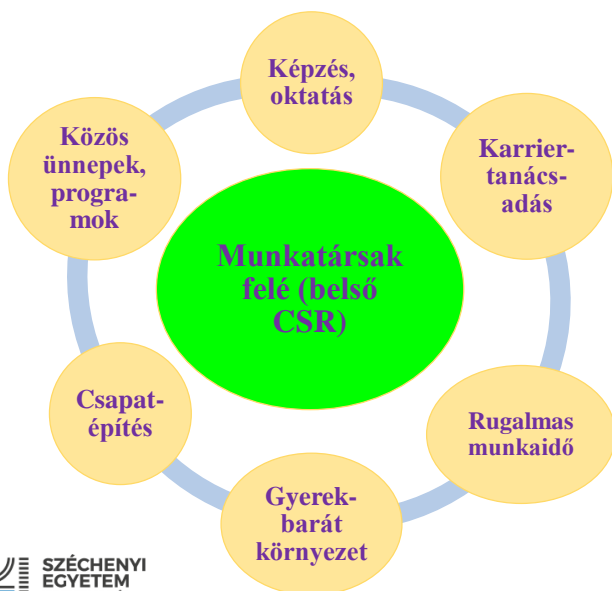 Képzés,
oktatás
Karrier-
tanács-
adás
Rugalmas
munkaidő
Gyerek-
barát
környezet
Csapat-
építés
Közös
ünnepek,
progra-
mok
Munkatársak
felé (belső
CSR)
SZÉCHENYI
EGYETEM